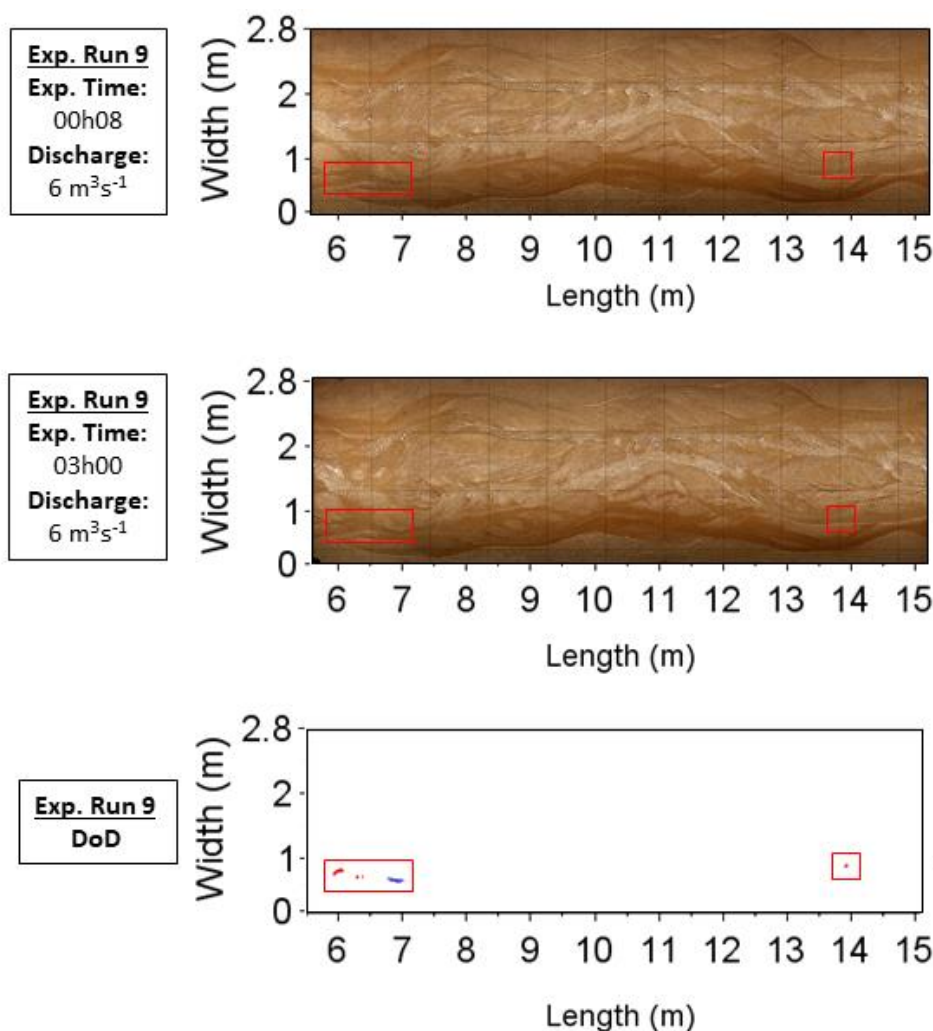 Exp. Run 9
Exp. Time:
00h08
Discharge:
6 m³s⁻¹
Width (m)
2.8
2
1
0
6 7 8 9 10 11 12 13 14 15
Length (m)
Exp. Run 9
Exp. Time:
03h00
Discharge:
6 m³s⁻¹
Width (m)
2.8
2
1
0
6 7 8 9 10 11 12 13 14 15
Length (m)
Exp. Run 9
DoD
Width (m)
2.8
2
1
0
6 7 8 9 10 11 12 13 14 15
Length (m)